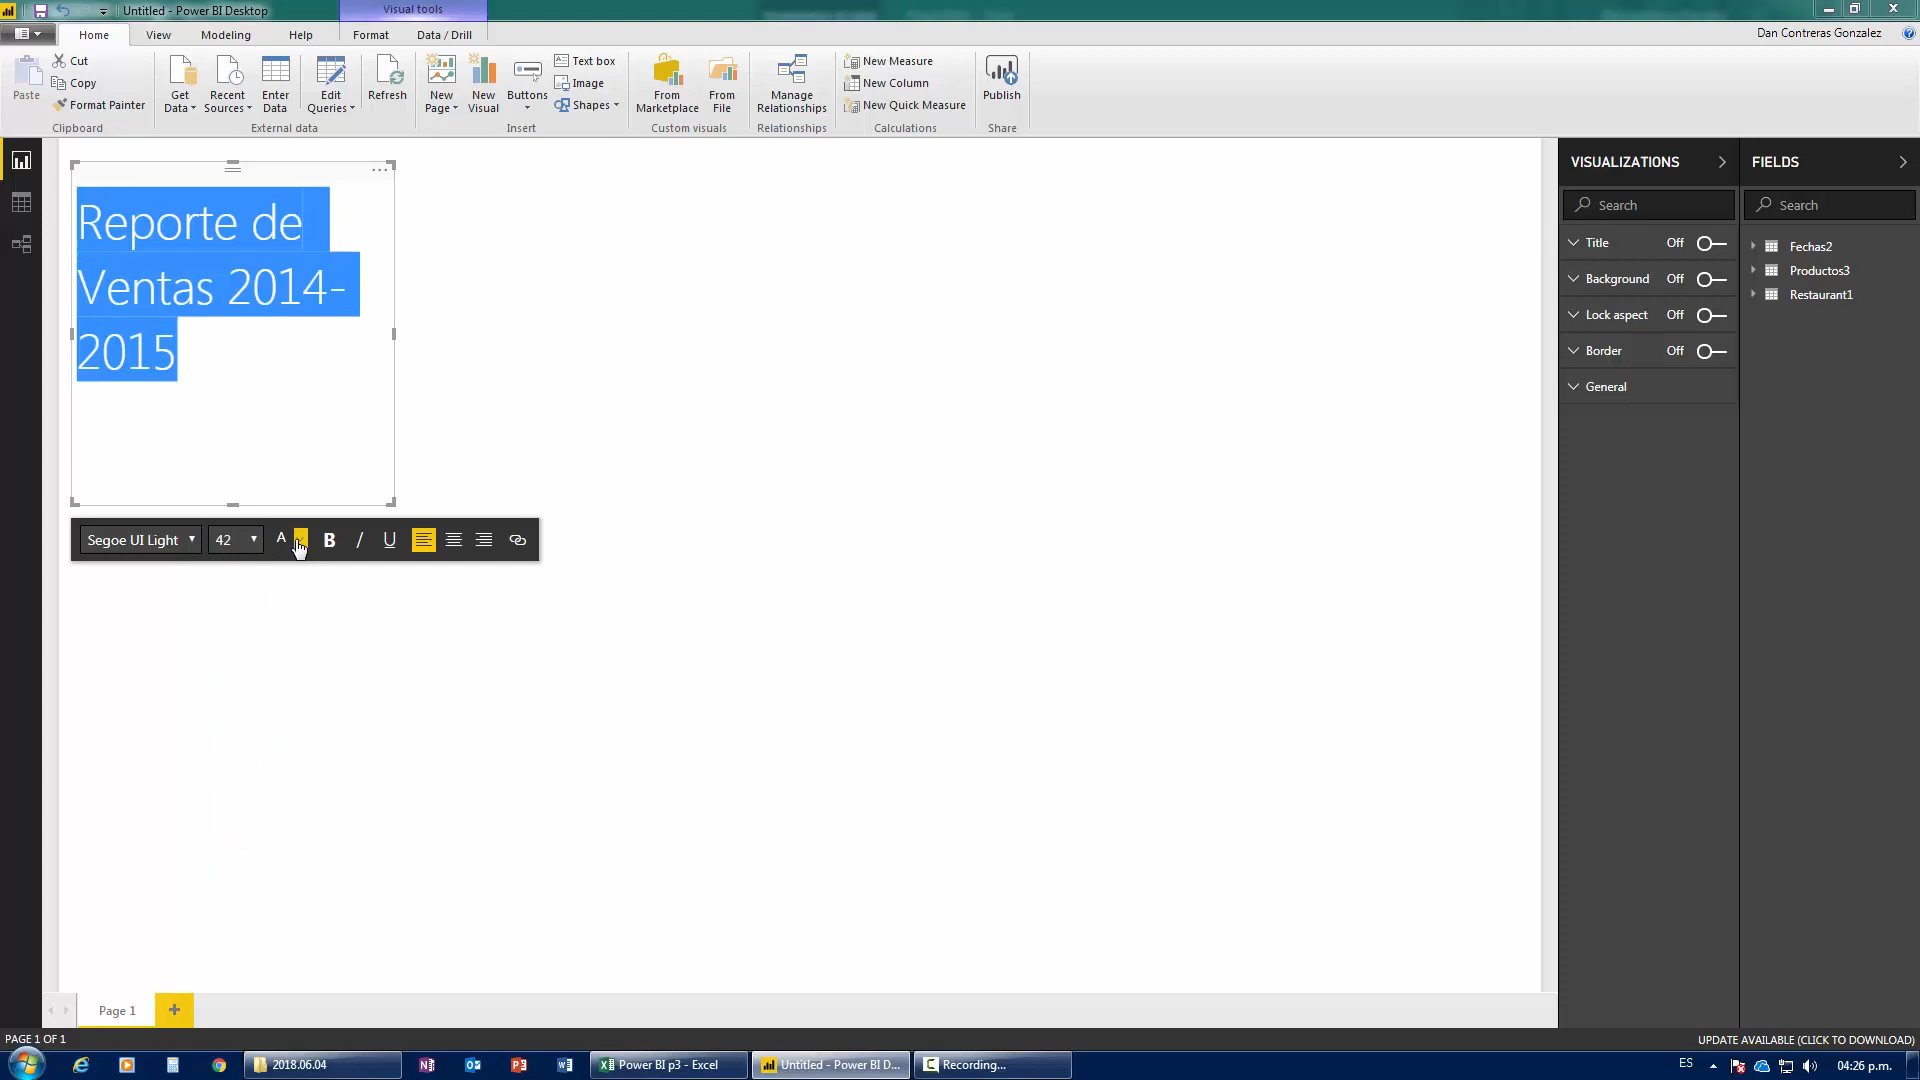 Untitled - Power BI Desktop
Visual tools
Home View Modeling Help Format Data / Drill
Dan Contreras Gonzalez
Paste
Cut
Copy
Format Painter
Clipboard
Get Data
Recent Sources
Enter Data
Edit Queries
Refresh
External data
New Page
New Visual
Buttons
Text box
Image
Shapes
Insert
From Marketplace
From File
Custom visuals
Manage Relationships
Relationships
New Measure
New Column
New Quick Measure
Calculations
Publish
Share
Reporte de
Ventas 2014-
2015
Segoe UI Light 42 A B / U
VISUALIZATIONS
Search
Title Off
Background Off
Lock aspect Off
Border Off
General
FIELDS
Search
Fechas2
Productos3
Restaurant1
Page 1 +
PAGE 1 OF 1
UPDATE AVAILABLE (CLICK TO DOWNLOAD)
2018.06.04
Power BI p3 - Excel
Untitled - Power BI D...
Recording...
ES
04:26 p.m.